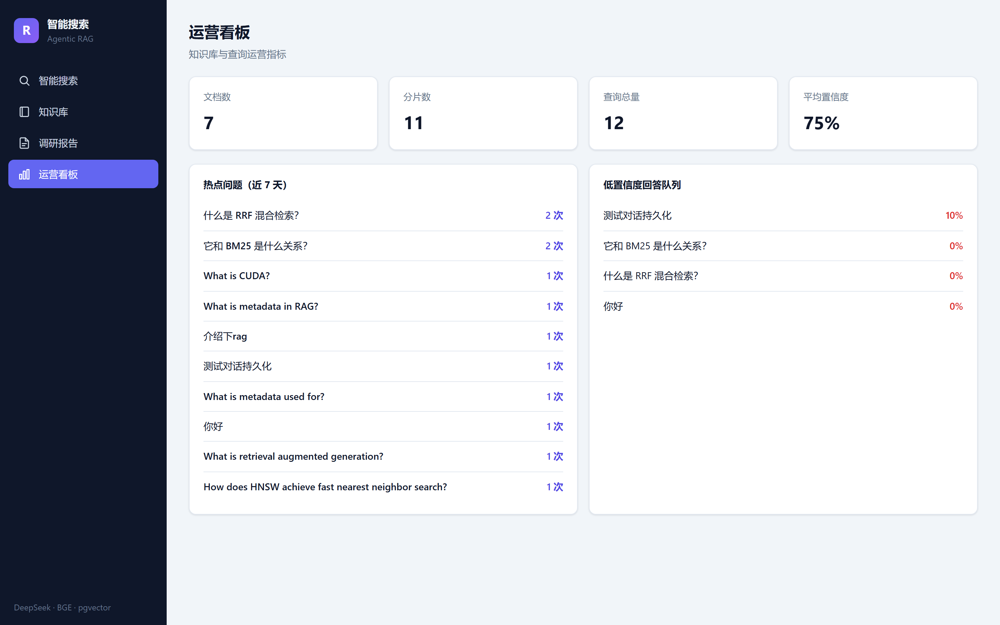 R
智能搜索
Agentic RAG
智能搜索
知识库
调研报告
运营看板
DeepSeek · BGE · pgvector
运营看板
知识库与查询运营指标
文档数
7
分片数
11
查询总量
12
平均置信度
75%
热点问题（近 7 天）
什么是 RRF 混合检索？ 2 次
它和 BM25 是什么关系？ 2 次
What is CUDA? 1 次
What is metadata in RAG? 1 次
介绍下rag 1 次
测试对话持久化 1 次
What is metadata used for? 1 次
你好 1 次
What is retrieval augmented generation? 1 次
How does HNSW achieve fast nearest neighbor search? 1 次
低置信度回答队列
测试对话持久化 10%
它和 BM25 是什么关系？ 0%
什么是 RRF 混合检索？ 0%
你好 0%